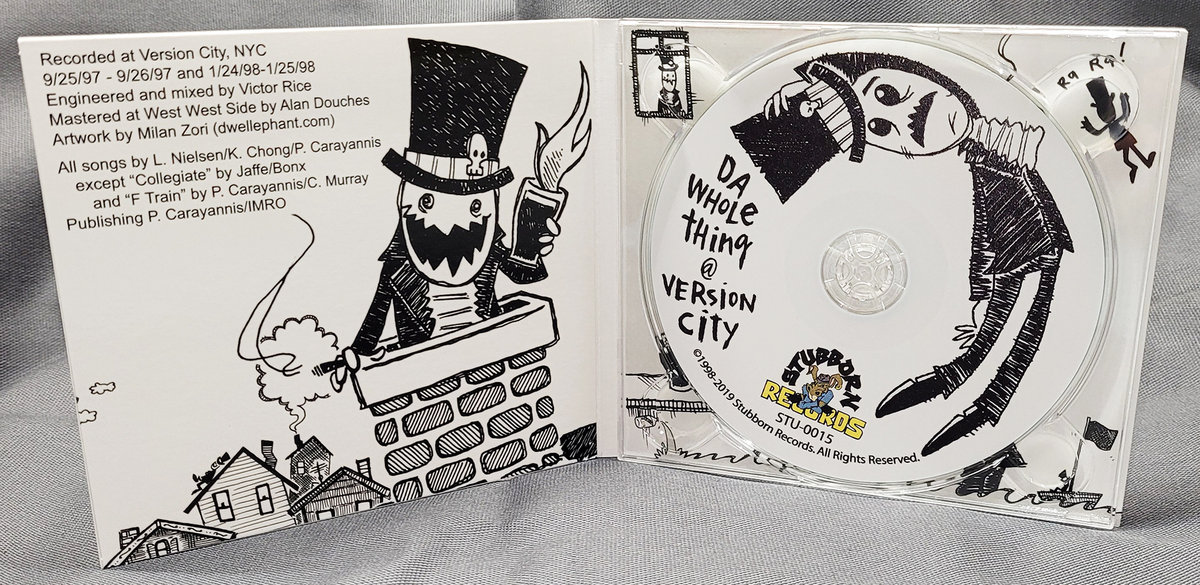 Recorded at Version City, NYC
9/25/97 - 9/26/97 and 1/24/98-1/25/98
Engineered and mixed by Victor Rice
Mastered at West West Side by Alan Douches
Artwork by Milan Zori (dwellephant.com)
All songs by L. Nielsen/K. Chong/P. Carayannis
except “Collegiate” by Jaffe/Bonx
and “F Train” by P. Carayannis/C. Murray
Publishing P. Carayannis/IMRO
Ra Ra!
DA
WHOLe
tHing
@
VERSION
City
STUBBORN
RECORDS
STU-0015
©1998-2019 Stubborn Records. All Rights Reserved.